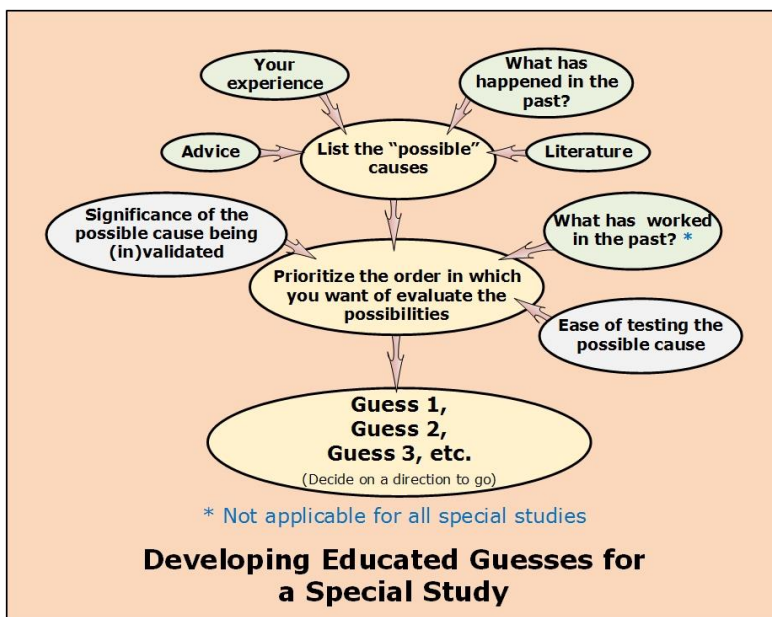 Your
experience
What has
happened in the
past?
Advice
List the “possible”
causes
Literature
Significance of the
possible cause being
(in)validated
What has worked
in the past? *
Prioritize the order in which
you want of evaluate the
possibilities
Ease of testing the
possible cause
Guess 1,
Guess 2,
Guess 3, etc.
(Decide on a direction to go)
* Not applicable for all special studies
Developing Educated Guesses for
a Special Study